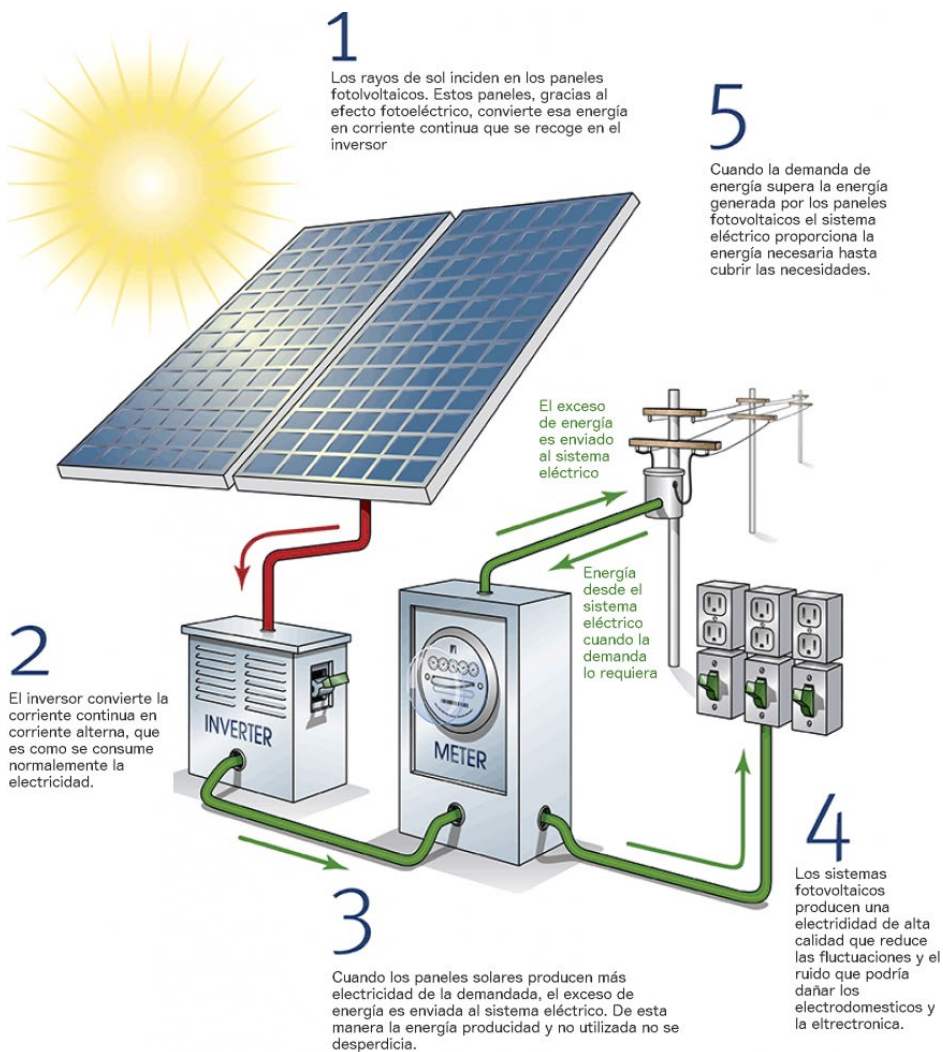 1
Los rayos de sol inciden en los paneles
fotolvoltaicos. Estos paneles, gracias al
efecto fotoeléctrico, convierte esa energía
en corriente continua que se recoge en el
inversor
5
Cuando la demanda de
energía supera la energía
generada por los paneles
fotovoltaicos el sistema
eléctrico proporciona la
energía necesaria hasta
cubrir las necesidades.
El exceso
de energía
es enviado
al sistema
eléctrico
Energía
desde el
sistema
eléctrico
cuando la
demanda
lo requiera
2
El inversor convierte la
corriente continua en
corriente alterna, que
es como se consume
normalemente la
electricidad.
INVERTER
METER
3
Cuando los paneles solares producen más
electricidad de la demandada, el exceso de
energía es enviada al sistema eléctrico. De esta
manera la energía producidad y no utilizada no se
desperdicia.
4
Los sistemas
fotovoltaicos
producen una
electrididad de alta
calidad que reduce
las fluctuaciones y el
ruido que podría
dañar los
electrodomesticos y
la eltrectronica.